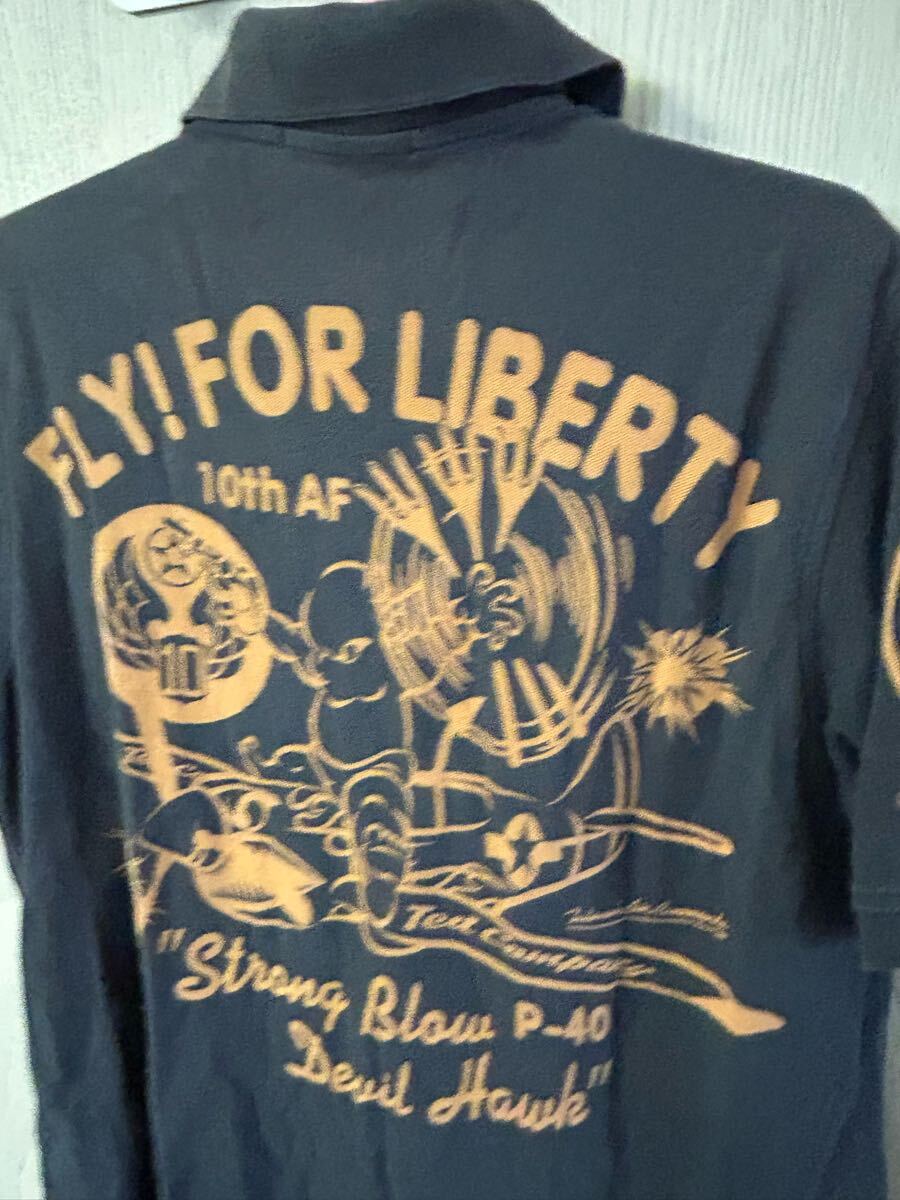 FLY! FOR LIBERTY
10th AF
Ted Company
"Strong Blow P-40
Devil Hawk"